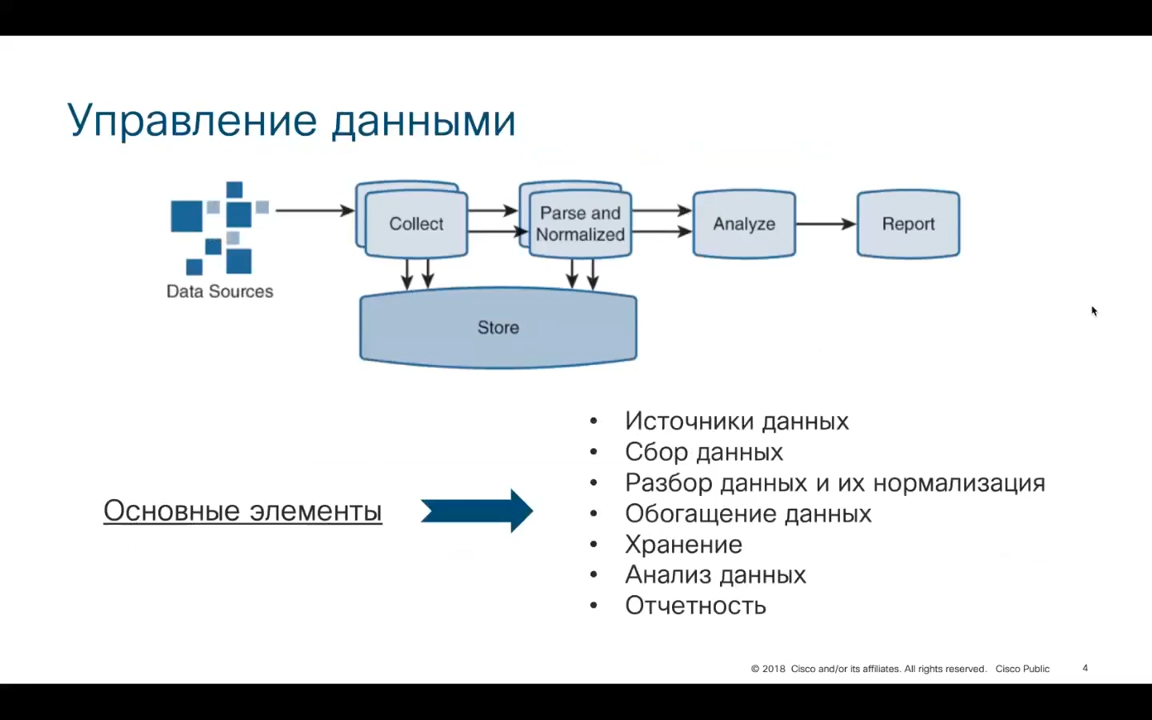 Управление данными
Collect
Parse and
Normalized
Analyze
Report
Data Sources
Store
Основные элементы
• Источники данных
• Сбор данных
• Разбор данных и их нормализация
• Обогащение данных
• Хранение
• Анализ данных
• Отчетность
© 2018 Cisco and/or its affiliates. All rights reserved. Cisco Public 4